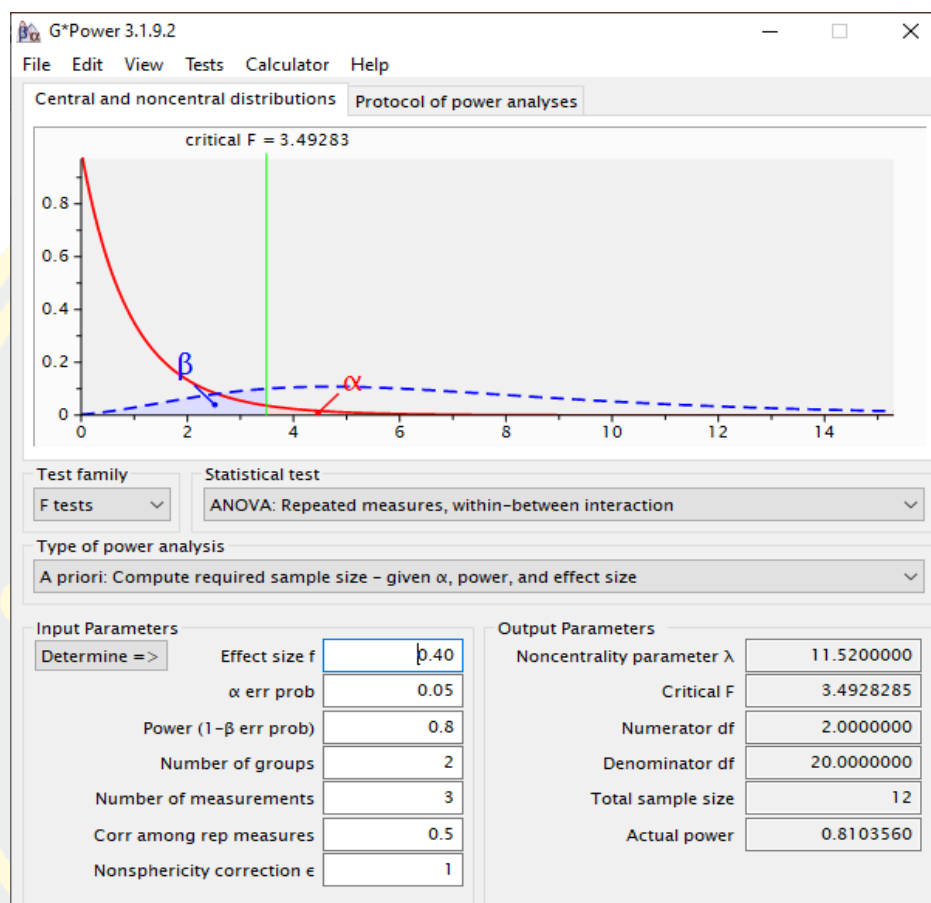 G*Power 3.1.9.2
File Edit View Tests Calculator Help
Central and noncentral distributions Protocol of power analyses
critical F = 3.49283
0.8
0.6
0.4
β
0.2
α
0
0 2 4 6 8 10 12 14
Test family Statistical test
F tests ANOVA: Repeated measures, within-between interaction
Type of power analysis
A priori: Compute required sample size - given α, power, and effect size
Input Parameters Output Parameters
Determine => Effect size f 0.40 Noncentrality parameter λ 11.5200000
α err prob 0.05 Critical F 3.4928285
Power (1-β err prob) 0.8 Numerator df 2.0000000
Number of groups 2 Denominator df 20.0000000
Number of measurements 3 Total sample size 12
Corr among rep measures 0.5 Actual power 0.8103560
Nonsphericity correction ϵ 1